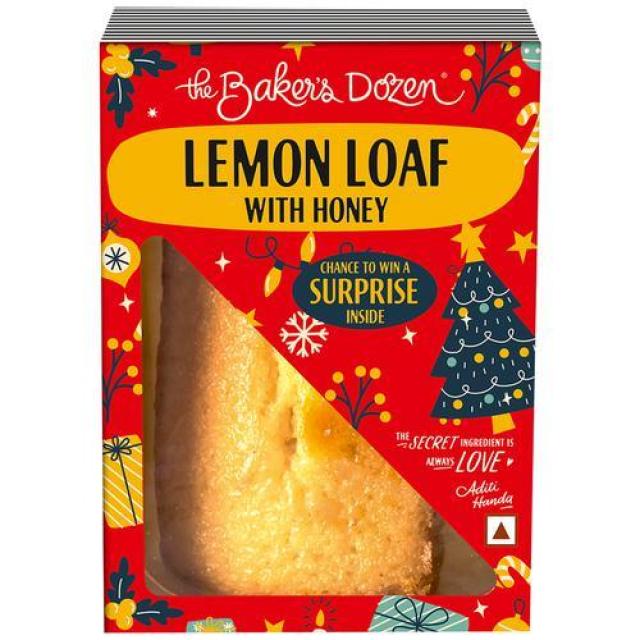 the Baker's Dozen®
LEMON LOAF
WITH HONEY
CHANCE TO WIN A
SURPRISE
INSIDE
THE SECRET INGREDIENT IS
ALWAYS LOVE
Aditi
Handa